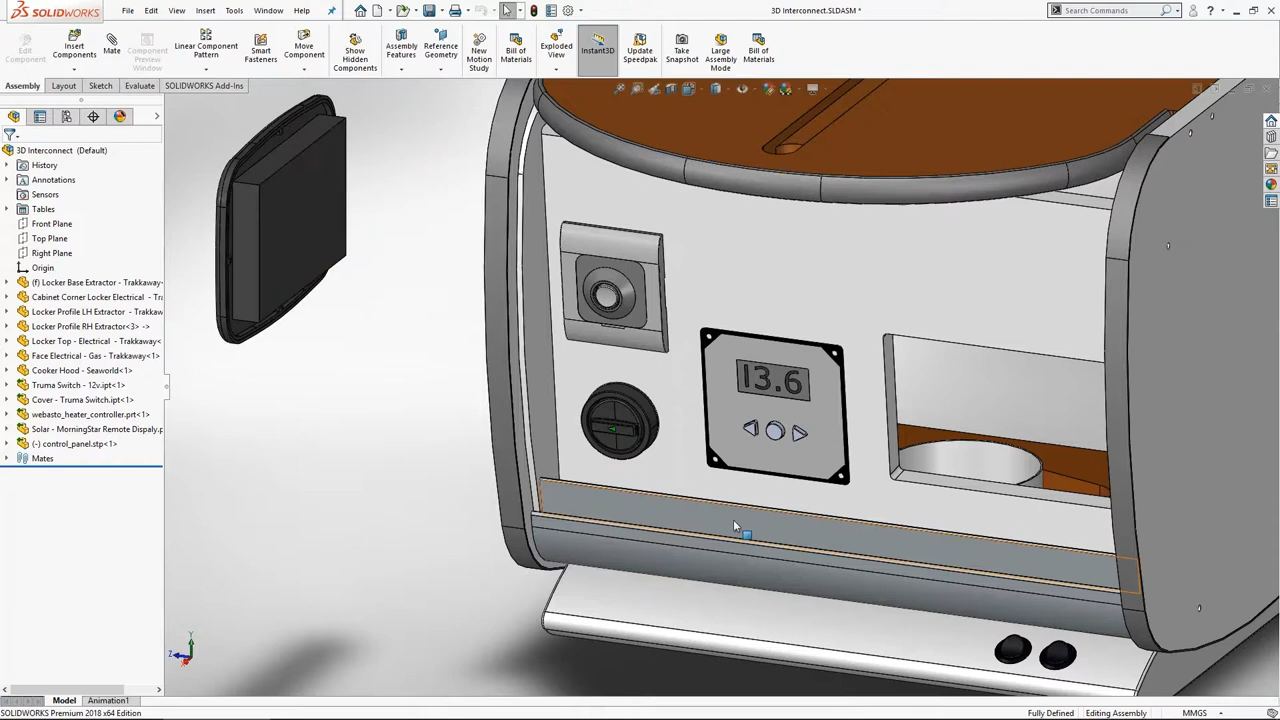 SOLIDWORKS
File Edit View Insert Tools Window Help
3D Interconnect.SLDASM *
Search Commands
Edit Component
Insert Components
Mate
Component Preview Window
Linear Component Pattern
Smart Fasteners
Move Component
Show Hidden Components
Assembly Features
Reference Geometry
New Motion Study
Bill of Materials
Exploded View
Instant3D
Update Speedpak
Take Snapshot
Large Assembly Mode
Bill of Materials
Assembly Layout Sketch Evaluate SOLIDWORKS Add-Ins
3D Interconnect (Default)
History
Annotations
Sensors
Tables
Front Plane
Top Plane
Right Plane
Origin
(f) Locker Base Extractor - Trakkaway
Cabinet Corner Locker Electrical - Tra
Locker Profile LH Extractor - Trakkaw
Locker Profile RH Extractor<3> ->
Locker Top - Electrical - Trakkaway<
Face Electrical - Gas - Trakkaway<1>
Cooker Hood - Seaworld<1>
Truma Switch - 12v.ipt<1>
Cover - Truma Switch.ipt<1>
webasto_heater_controller.prt<1>
Solar - MorningStar Remote Dispaly.p
(-) control_panel.stp<1>
Mates
13.6
Y
Z
X
Model Animation1
SOLIDWORKS Premium 2018 x64 Edition
Fully Defined Editing Assembly MMGS